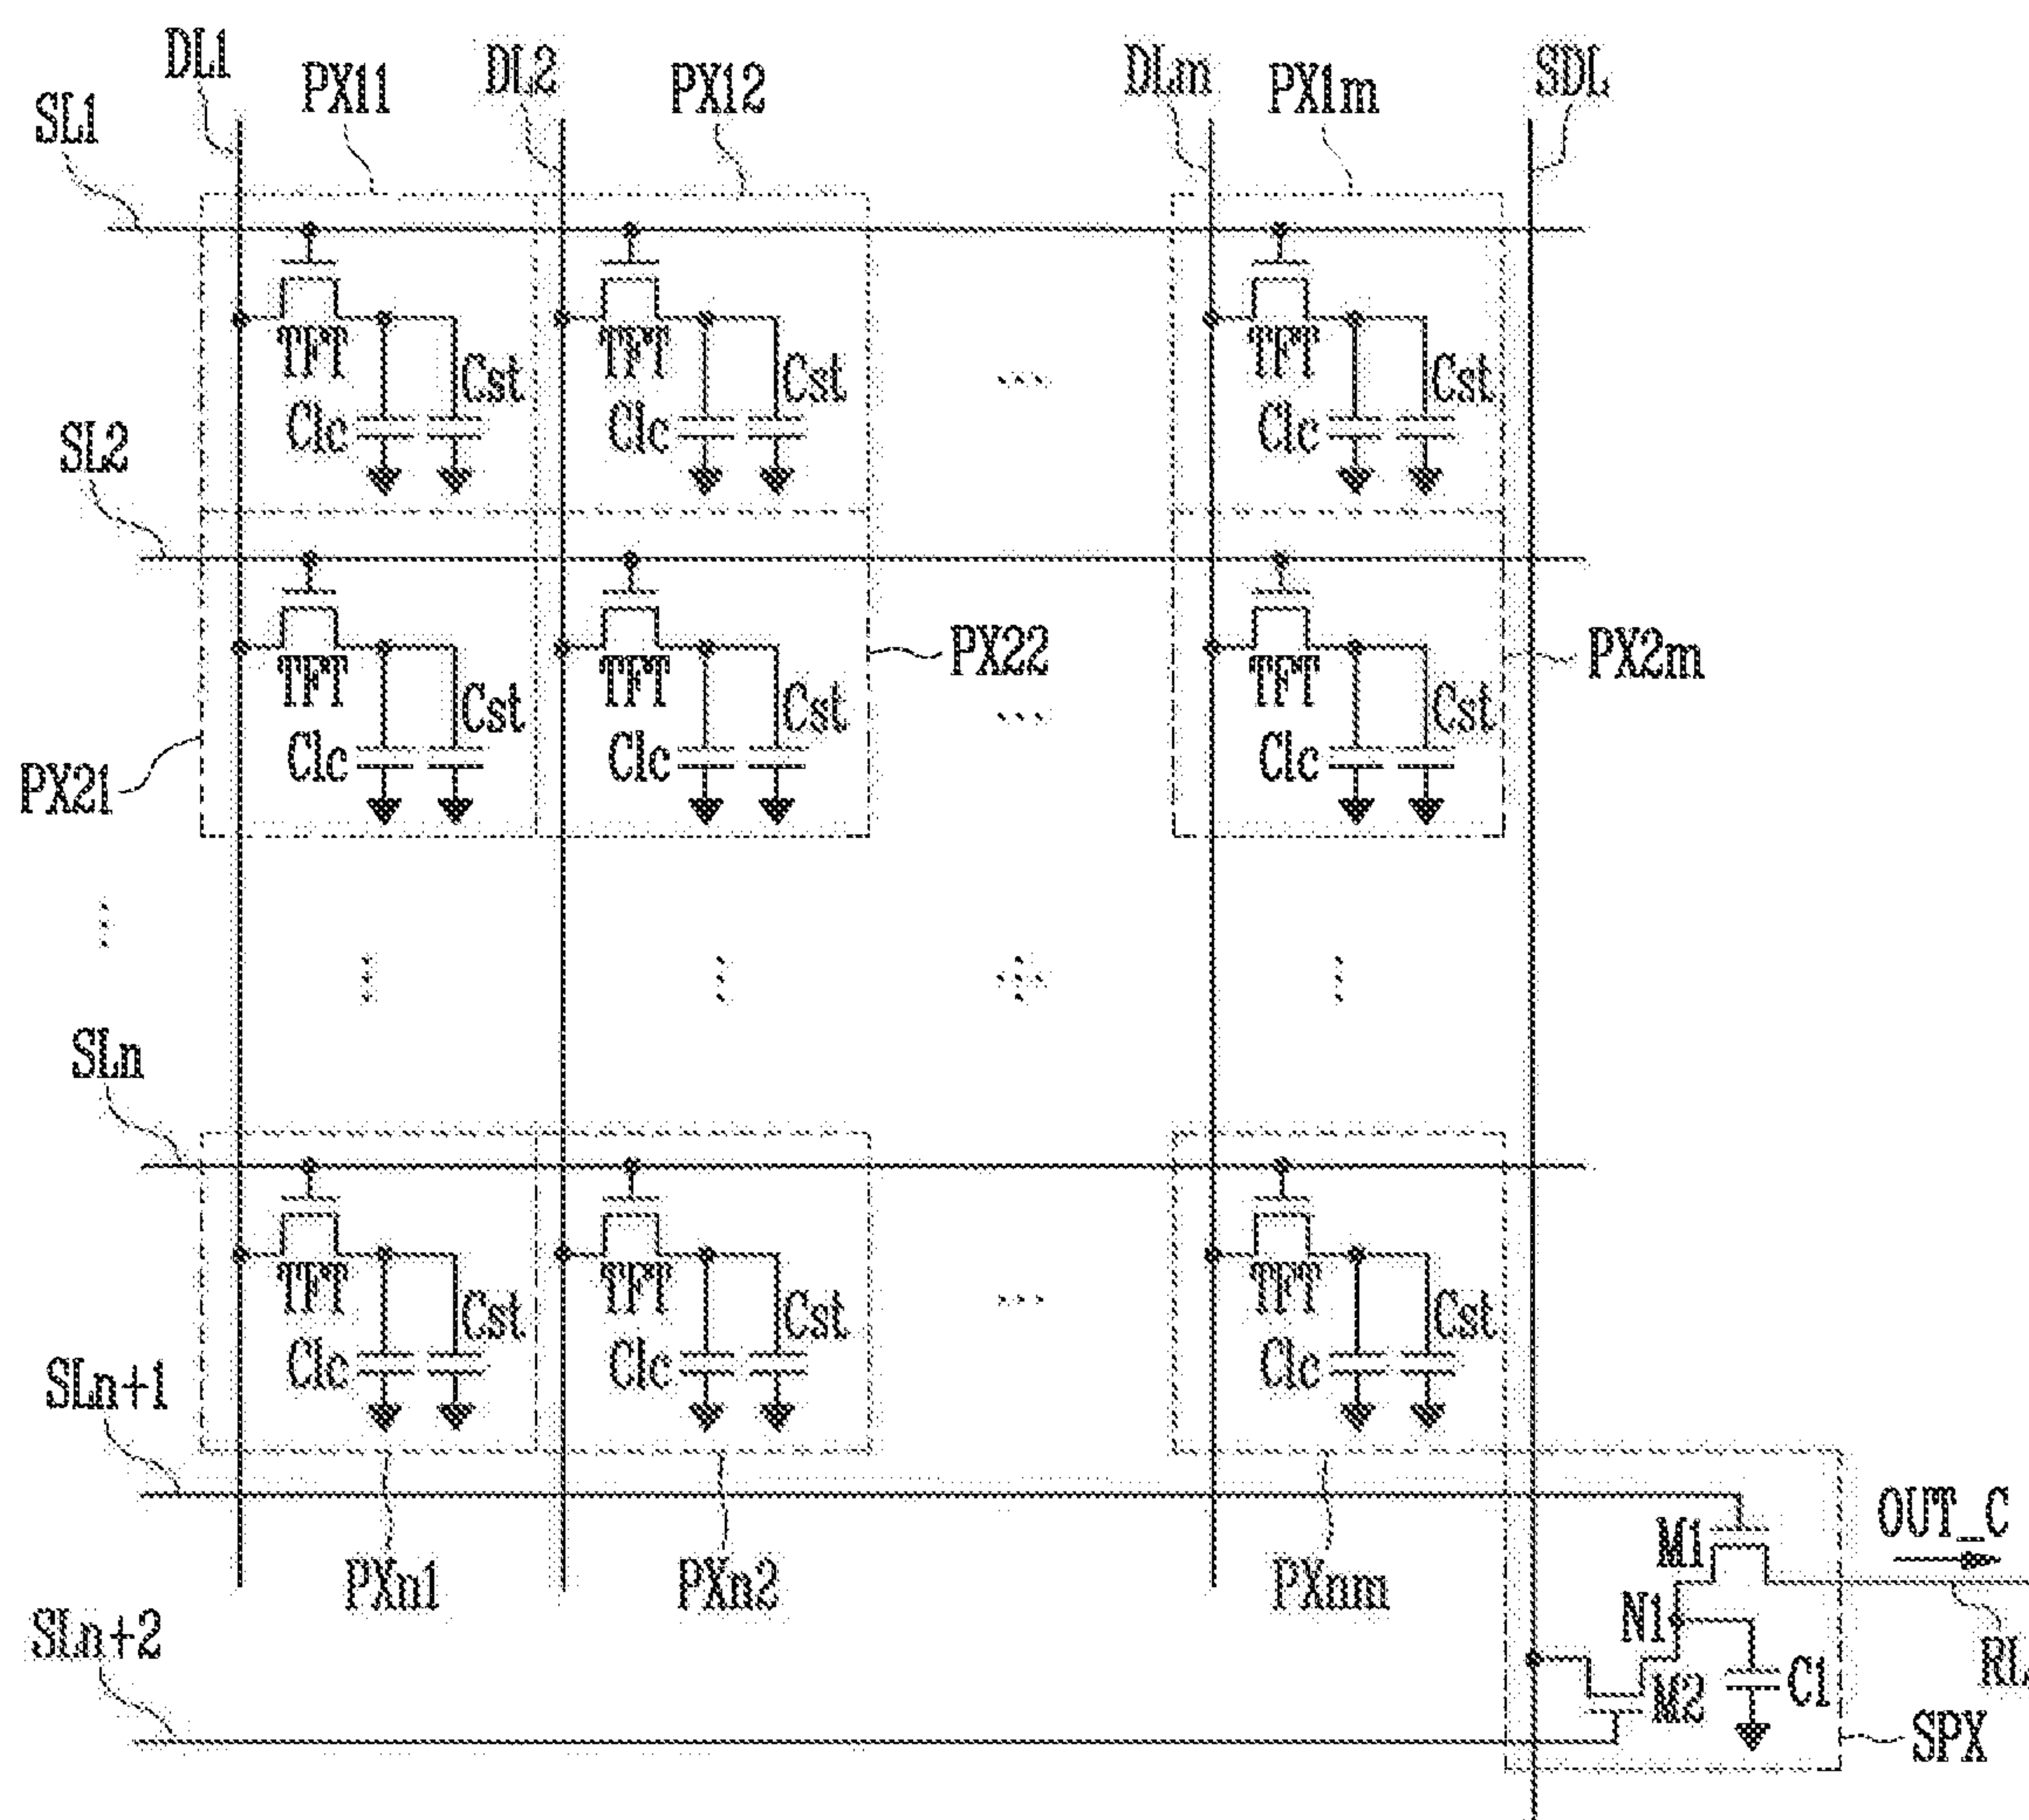 DL1 PX11 DL2 PX12 DLm PX1m SDL
SL1
TFT TFT TFT
Cst Cst Cst
Clc Clc Clc
SL2
TFT TFT TFT
PX22 PX2m
Cst Cst Cst
Clc Clc Clc
PX21
... ...
... ... ... ...
SLn
TFT TFT TFT
...
Cst Cst Cst
Clc Clc Clc
SLn+1
OUT_C
M1
PXn1 PXn2 PXnm
N1
SLn+2
RL
M2 C1
SPX